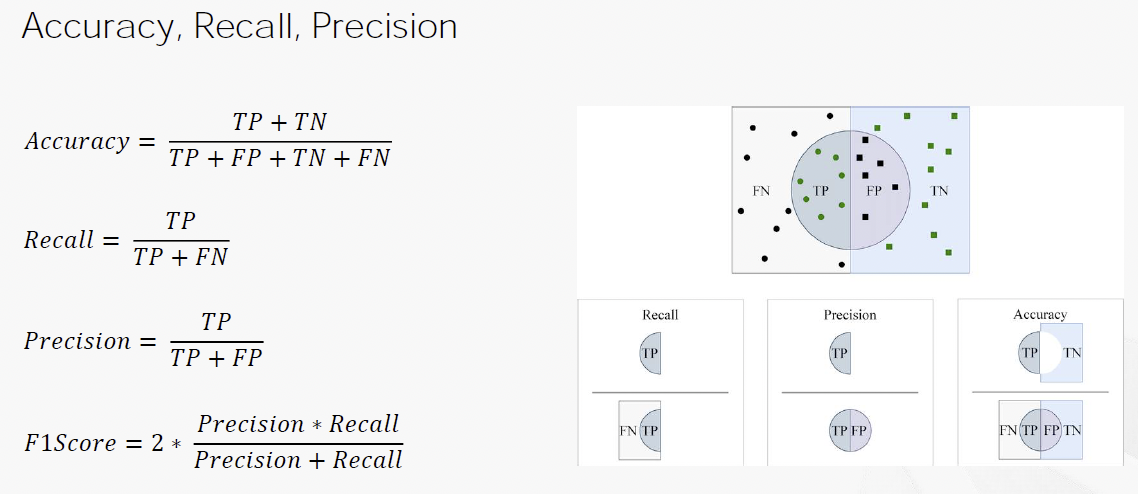 Accuracy, Recall, Precision
Accuracy = \frac{TP + TN}{TP + FP + TN + FN}
Recall = \frac{TP}{TP + FN}
Precision = \frac{TP}{TP + FP}
F1Score = 2 * \frac{Precision * Recall}{Precision + Recall}
FN TP FP TN
Recall
TP
FN TP
Precision
TP
TP FP
Accuracy
TP TN
FN TP FP TN